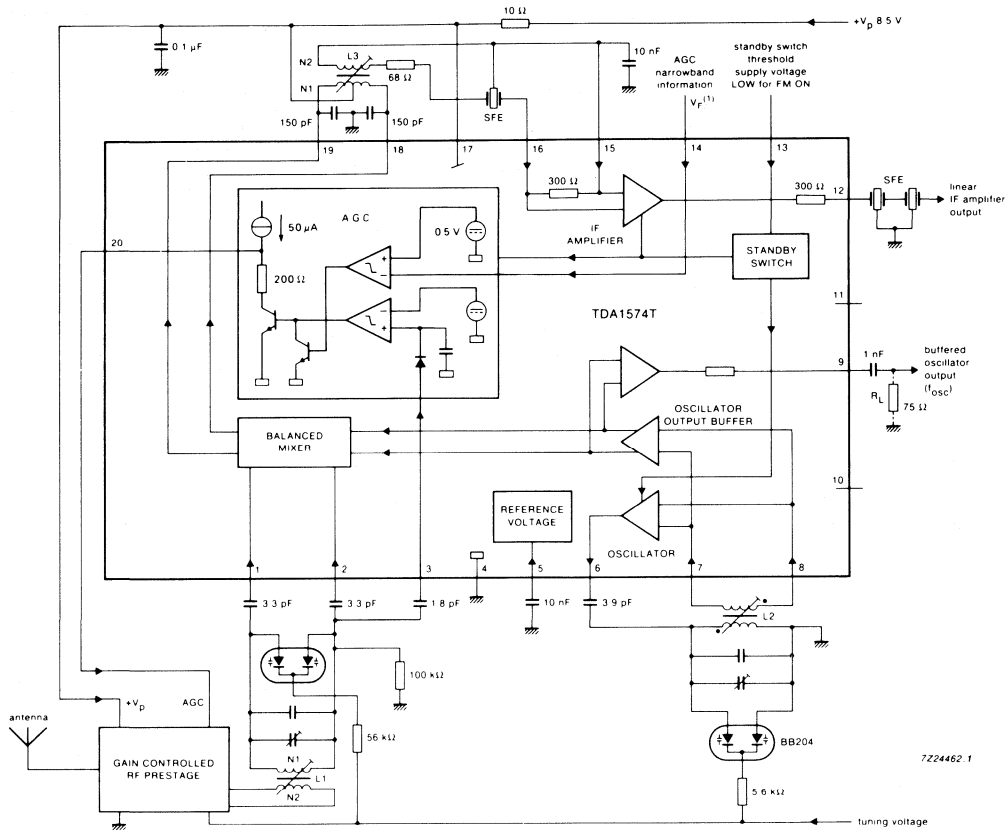 10 Ω
+Vp 8 5 V
0 1 µF
N2
L3
68 Ω
N1
150 pF
150 pF
SFE
10 nF
AGC
narrowband
information
VF(1)
standby switch
threshold
supply voltage
LOW for FM ON
19
18
17
16
15
14
13
300 Ω
300 Ω
12
SFE
linear
IF amplifier
output
20
50 µA
AGC
0 5 V
200 Ω
IF
AMPLIFIER
STANDBY
SWITCH
11
TDA1574T
9
1 nF
buffered
oscillator
output
(fosc)
RL
75 Ω
OSCILLATOR
OUTPUT BUFFER
BALANCED
MIXER
10
REFERENCE
VOLTAGE
OSCILLATOR
1
2
3
4
5
6
7
8
3 3 pF
3 3 pF
1 8 pF
10 nF
3 9 pF
L2
100 kΩ
+Vp
AGC
antenna
56 kΩ
BB204
GAIN CONTROLLED
RF PRESTAGE
N1
L1
N2
5 6 kΩ
7Z24462.1
tuning voltage